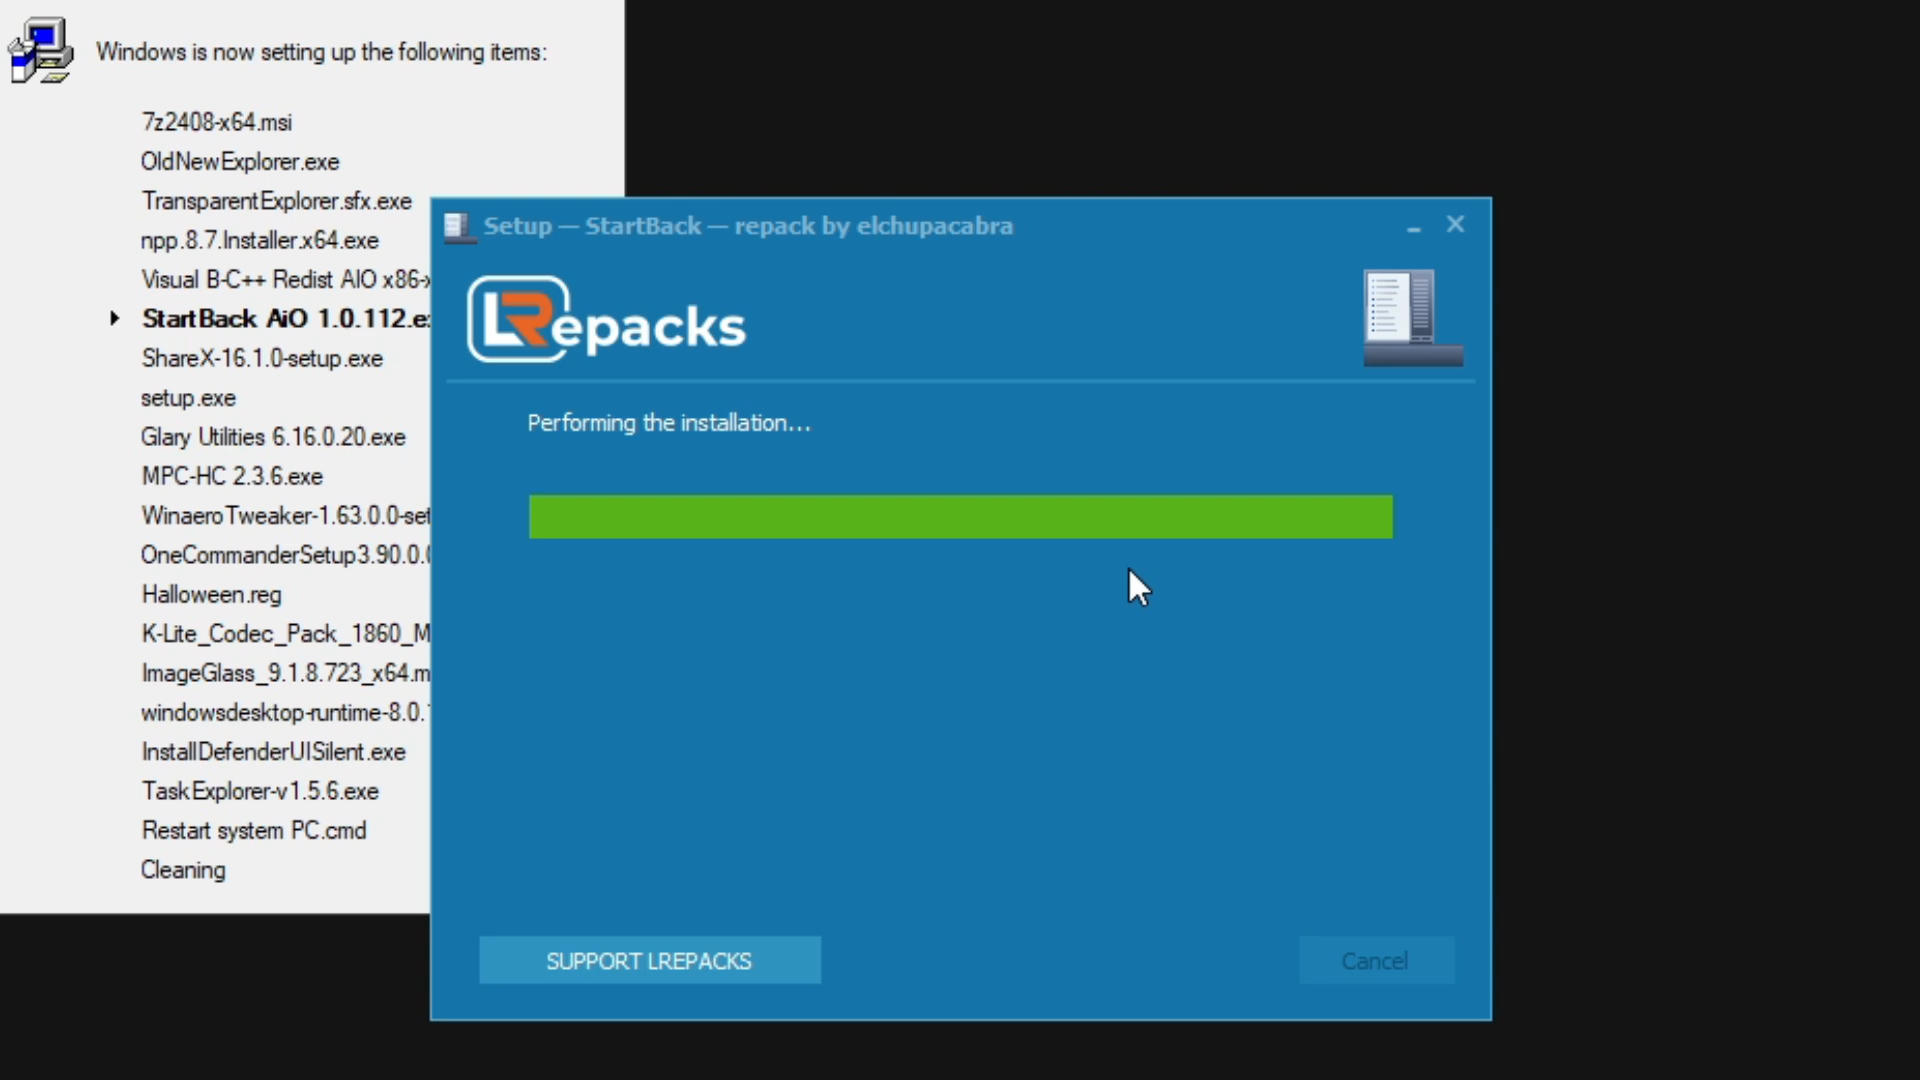 Windows is now setting up the following items:
7z2408-x64.msi
OldNewExplorer.exe
TransparentExplorer.sfx.exe
npp.8.7.Installer.x64.exe
Visual B-C++ Redist AIO x86-
StartBack AiO 1.0.112.e
ShareX-16.1.0-setup.exe
setup.exe
Glary Utilities 6.16.0.20.exe
MPC-HC 2.3.6.exe
WinaeroTweaker-1.63.0.0-set
OneCommanderSetup3.90.0.
Halloween.reg
K-Lite_Codec_Pack_1860_M
ImageGlass_9.1.8.723_x64.m
windowsdesktop-runtime-8.0.
InstallDefenderUISilent.exe
TaskExplorer-v1.5.6.exe
Restart system PC.cmd
Cleaning
Setup — StartBack — repack by elchupacabra
LRepacks
Performing the installation...
SUPPORT LREPACKS
Cancel